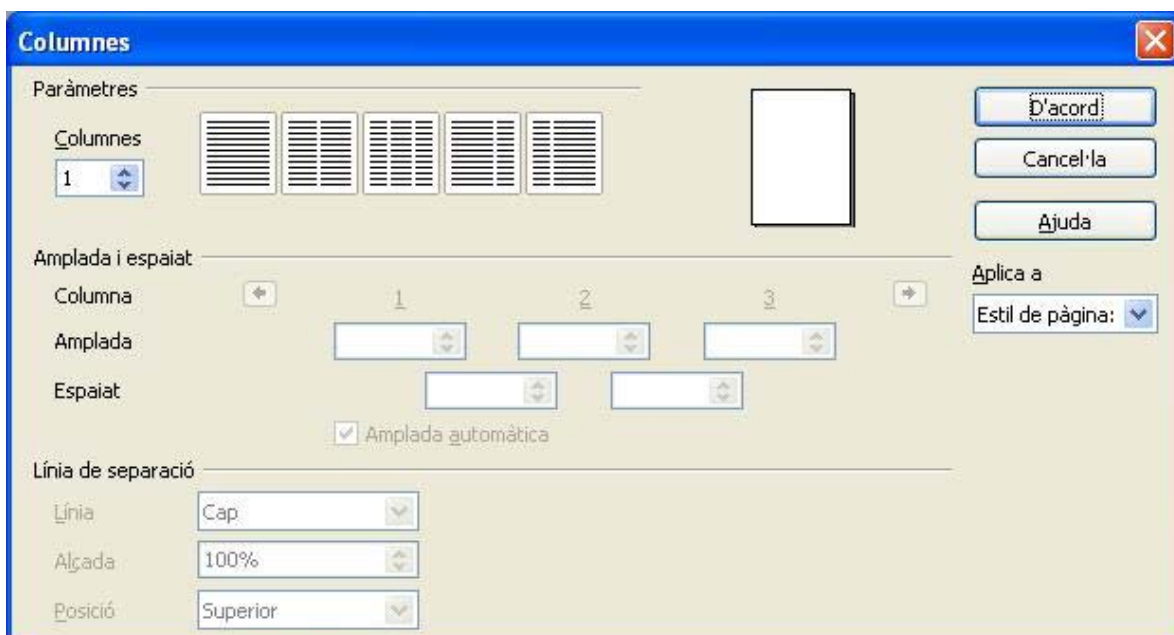 Columnes
Paràmetres
Columnes
1
D'acord
Cancel·la
Ajuda
Aplica a
Estil de pàgina:
Amplada i espaiat
Columna 1 2 3
Amplada
Espaiat
Amplada automàtica
Línia de separació
Línia Cap
Alçada 100%
Posició Superior